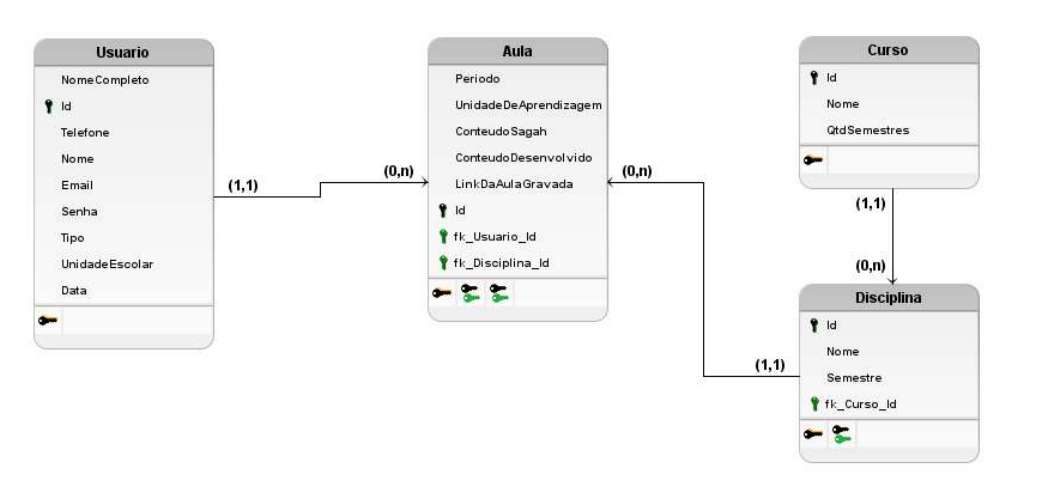 Usuario
NomeCompleto
Id
Telefone
Nome
Email
Senha
Tipo
UnidadeEscolar
Data
(1,1)
(0,n)
Aula
Periodo
UnidadeDeAprendizagem
ConteudoSagah
ConteudoDesenvolvido
LinkDaAulaGravada
Id
fk_Usuario_Id
fk_Disciplina_Id
(0,n)
(1,1)
Curso
Id
Nome
QtdSemestres
(1,1)
(0,n)
Disciplina
Id
Nome
Semestre
fk_Curso_Id